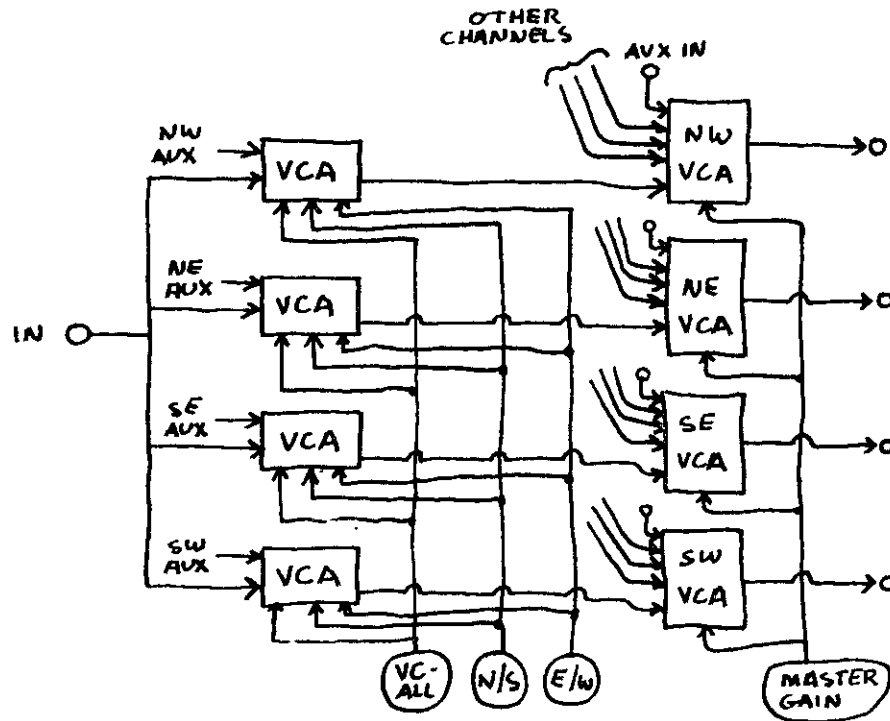 OTHER
CHANNELS
AUX IN
NW
AUX
VCA
NW
VCA
NE
AUX
VCA
NE
VCA
IN
SE
AUX
VCA
SE
VCA
SW
AUX
VCA
SW
VCA
VC-
ALL
N/S
E/W
MASTER
GAIN